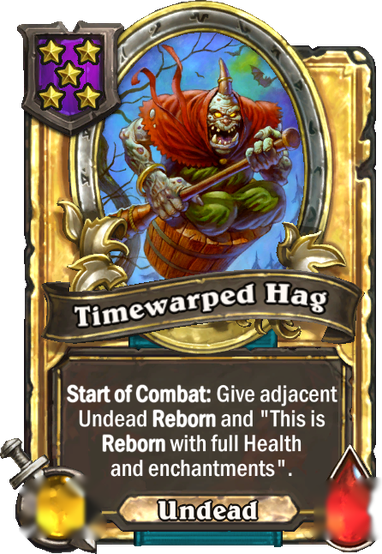 Timewarped Hag
Start of Combat: Give adjacent
Undead Reborn and "This is
Reborn with full Health
and enchantments".
Undead